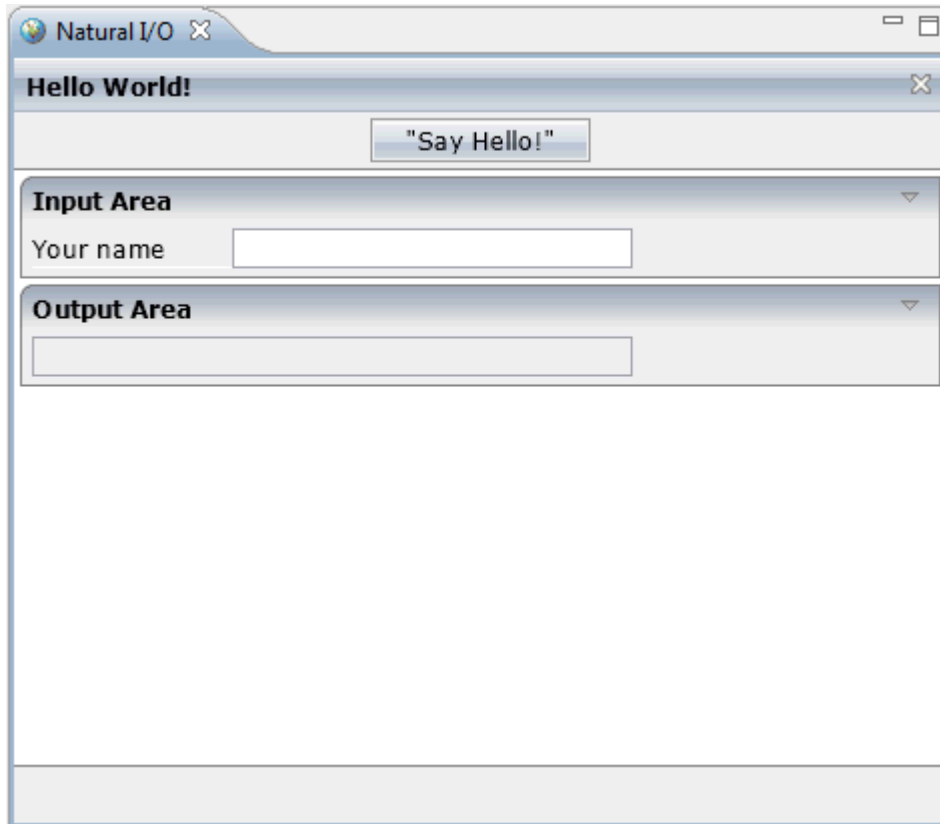 Natural I/O
Hello World!
"Say Hello!"
Input Area
Your name
Output Area